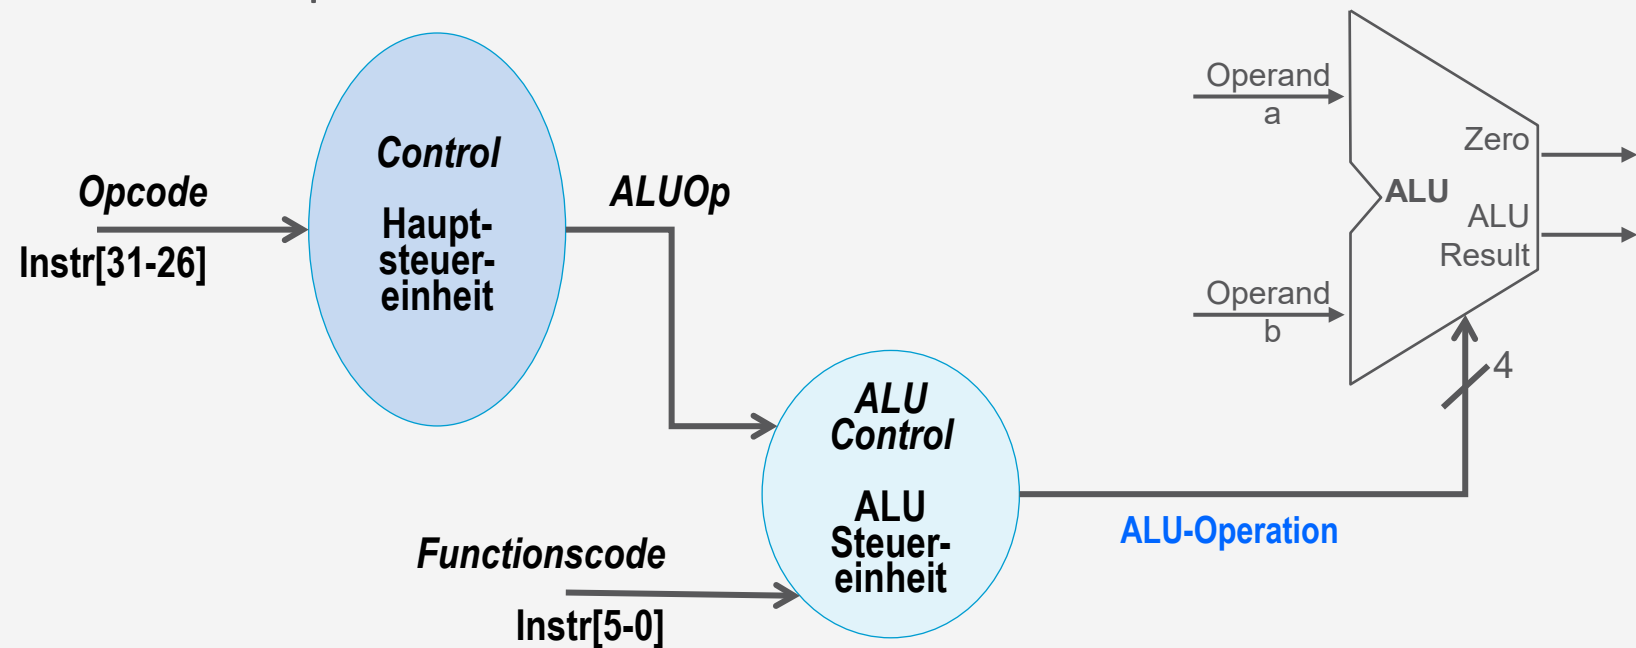 Opcode
Instr[31-26]
Control
Haupt-
steuer-
einheit
ALUOp
Functionscode
Instr[5-0]
ALU
Control
ALU
Steuer-
einheit
ALU-Operation
Operand
a
Operand
b
ALU
Zero
ALU
Result
4